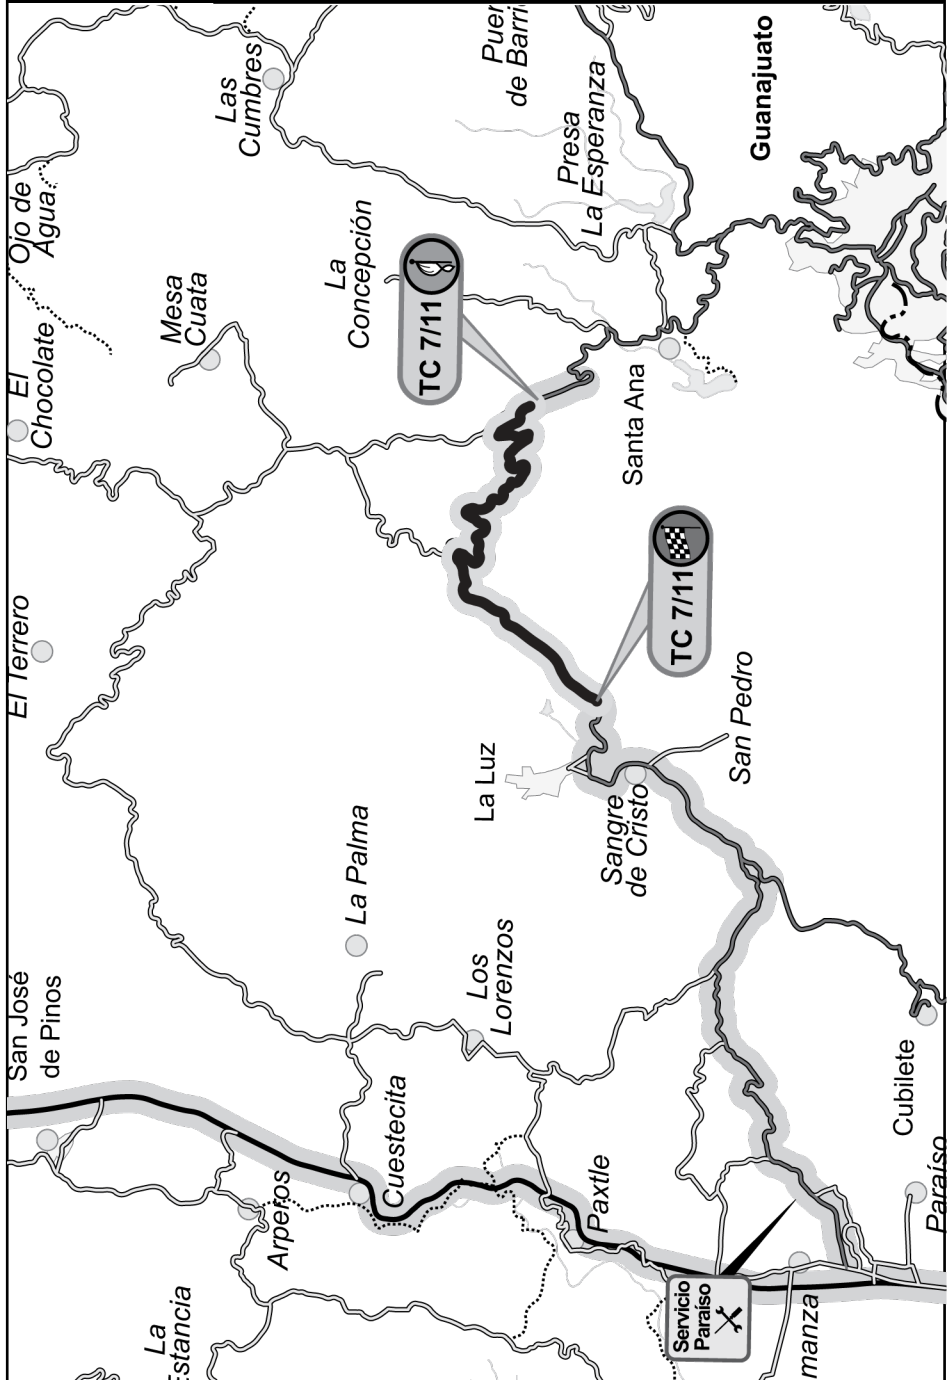 San José
de Pinos
El Terrero
El
Chocolate
Ojo de
Agua
La
Estancia
Mesa
Cuata
Las
Cumbres
Arperos
La Palma
La
Concepción
Cuestecita
TC 7/11
Los
Lorenzos
La Luz
Puer
de Barri
Paxtle
Sangre
de Cristo
Presa
La Esperanza
Santa Ana
Servicio
Paraíso
TC 7/11
San Pedro
Guanajuato
manza
Cubilete
Paraíso